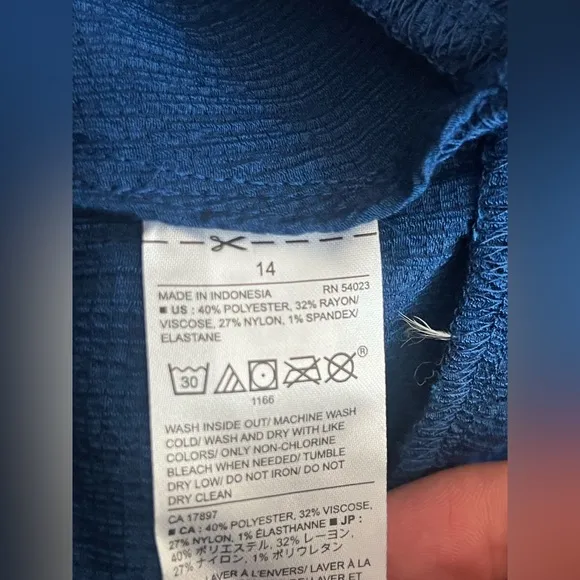 14
MADE IN INDONESIA RN 54023
■ US : 40% POLYESTER, 32% RAYON/
VISCOSE, 27% NYLON, 1% SPANDEX/
ELASTANE
30 ®
1166
WASH INSIDE OUT/ MACHINE WASH
COLD/ WASH AND DRY WITH LIKE
COLORS/ ONLY NON-CHLORINE
BLEACH WHEN NEEDED/ TUMBLE
DRY LOW/ DO NOT IRON/ DO NOT
DRY CLEAN
CA 17897
■ CA : 40% POLYESTER, 32% VISCOSE,
27% NYLON, 1% ÉLASTHANNE ■ JP :
40% ポリエステル, 32% レーヨン,
27% ナイロン, 1% ポリウレタン
LAVER À L'ENVERS/ LAVER À LA